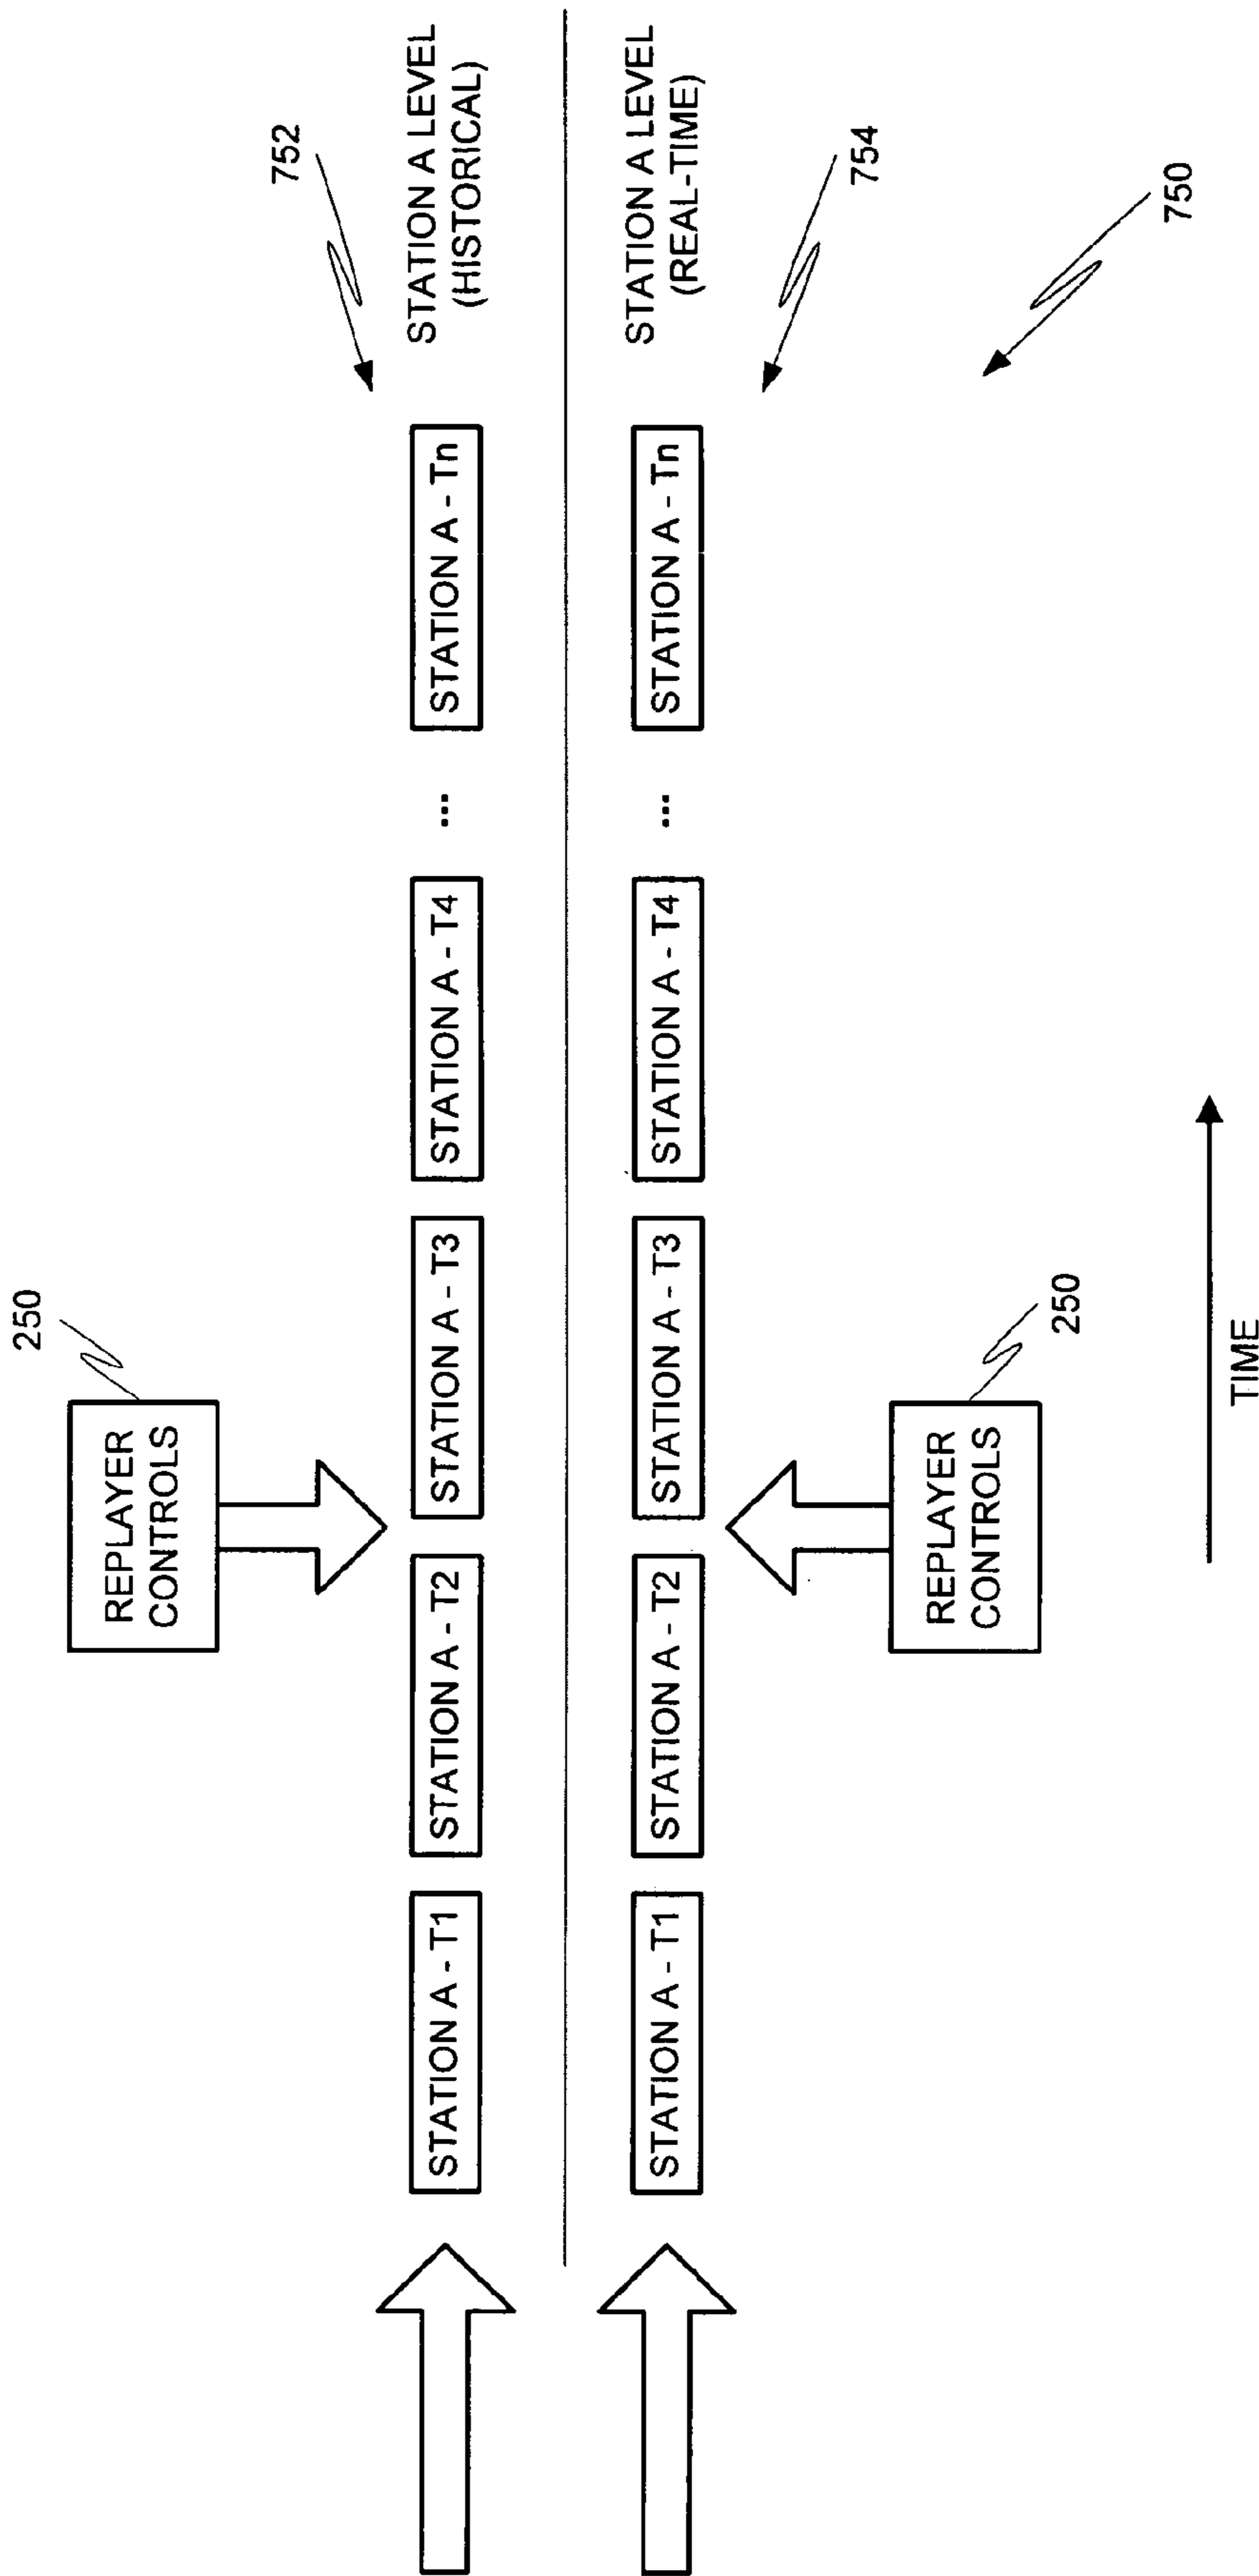 250
REPLAYER
CONTROLS
752
STATION A - T1
STATION A - T2
STATION A - T3
STATION A - T4
...
STATION A - Tn
STATION A LEVEL
(HISTORICAL)
STATION A - T1
STATION A - T2
STATION A - T3
STATION A - T4
...
STATION A - Tn
STATION A LEVEL
(REAL-TIME)
754
REPLAYER
CONTROLS
250
750
TIME